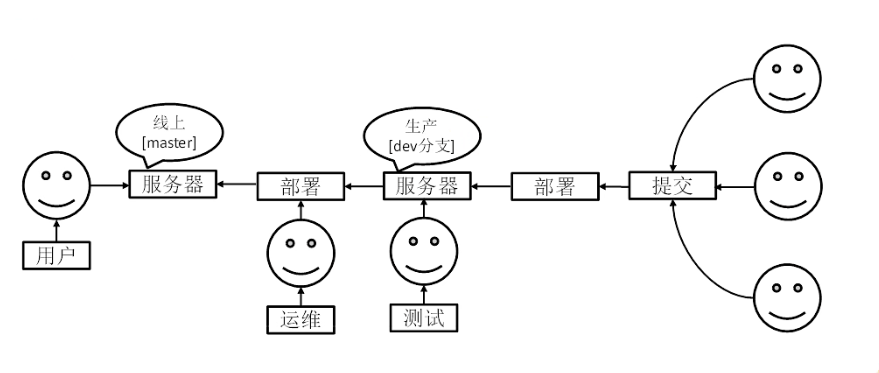 线上
[master]
生产
[dev分支]
服务器
部署
服务器
部署
提交
用户
运维
测试